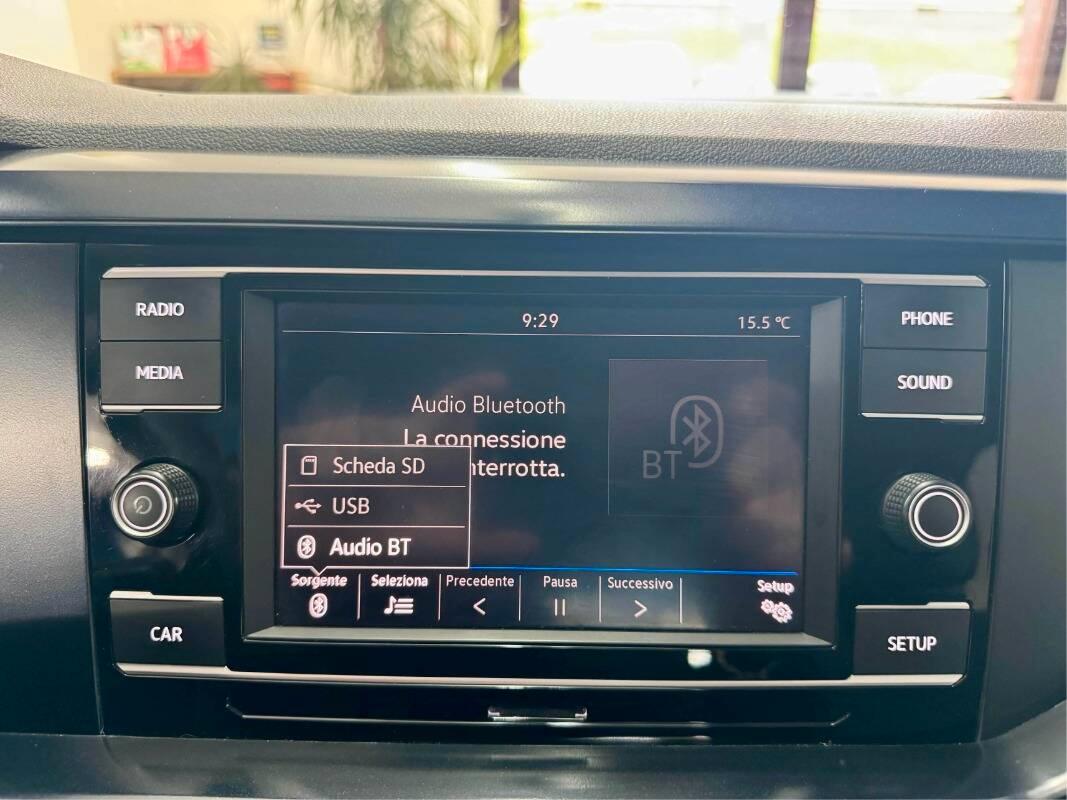 RADIO
MEDIA
CAR
9:29
15.5 °C
Audio Bluetooth
La connessione
nterrotta.
BT
Scheda SD
USB
Audio BT
Sorgente
Seleziona
Precedente
Pausa
Successivo
Setup
PHONE
SOUND
SETUP